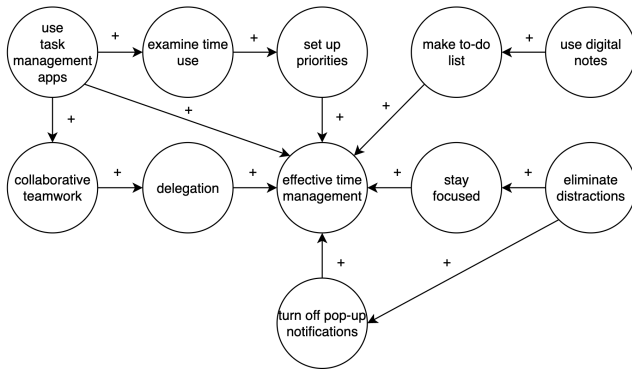 use
task
management
apps
+
examine time
use
+
set up
priorities
make to-do
list
+
use digital
notes
+
+
+
+
collaborative
teamwork
+
delegation
+
effective time
management
+
stay
focused
+
eliminate
distractions
+
+
turn off pop-up
notifications